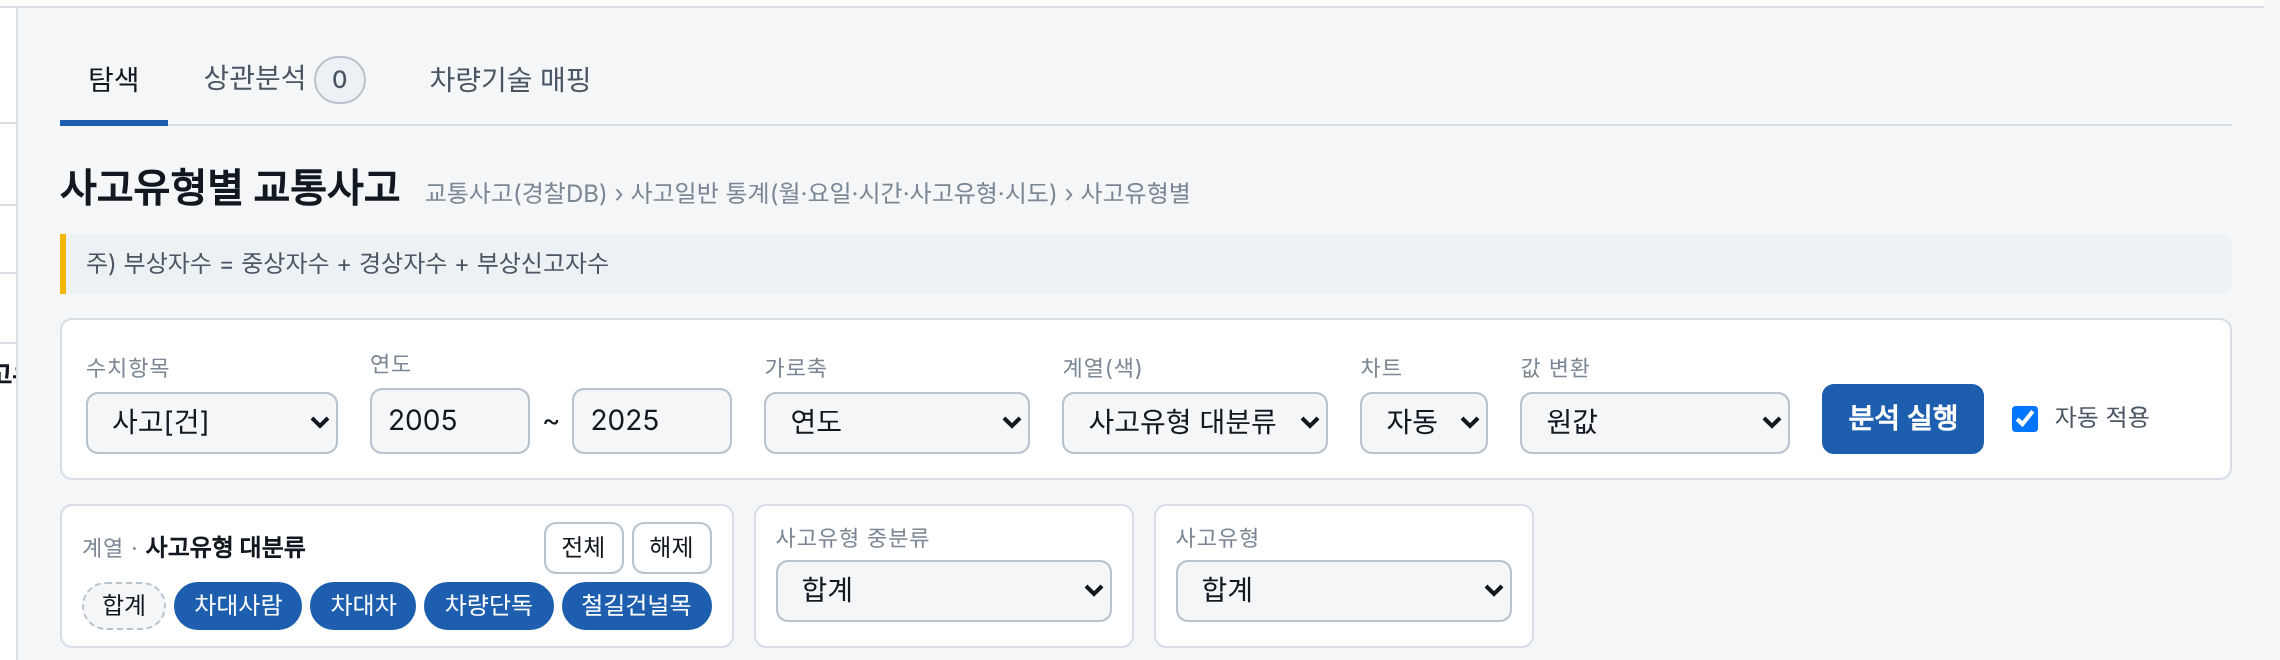 탐색 상관분석 0 차량기술 매핑
사고유형별 교통사고 교통사고(경찰DB) › 사고일반 통계(월·요일·시간·사고유형·시도) › 사고유형별
주) 부상자수 = 중상자수 + 경상자수 + 부상신고자수
수치항목 연도 가로축 계열(색) 차트 값 변환
사고[건] 2005 ~ 2025 연도 사고유형 대분류 자동 원값 분석 실행 자동 적용
계열 · 사고유형 대분류 전체 해제
합계 차대사람 차대차 차량단독 철길건널목
사고유형 중분류
합계
사고유형
합계